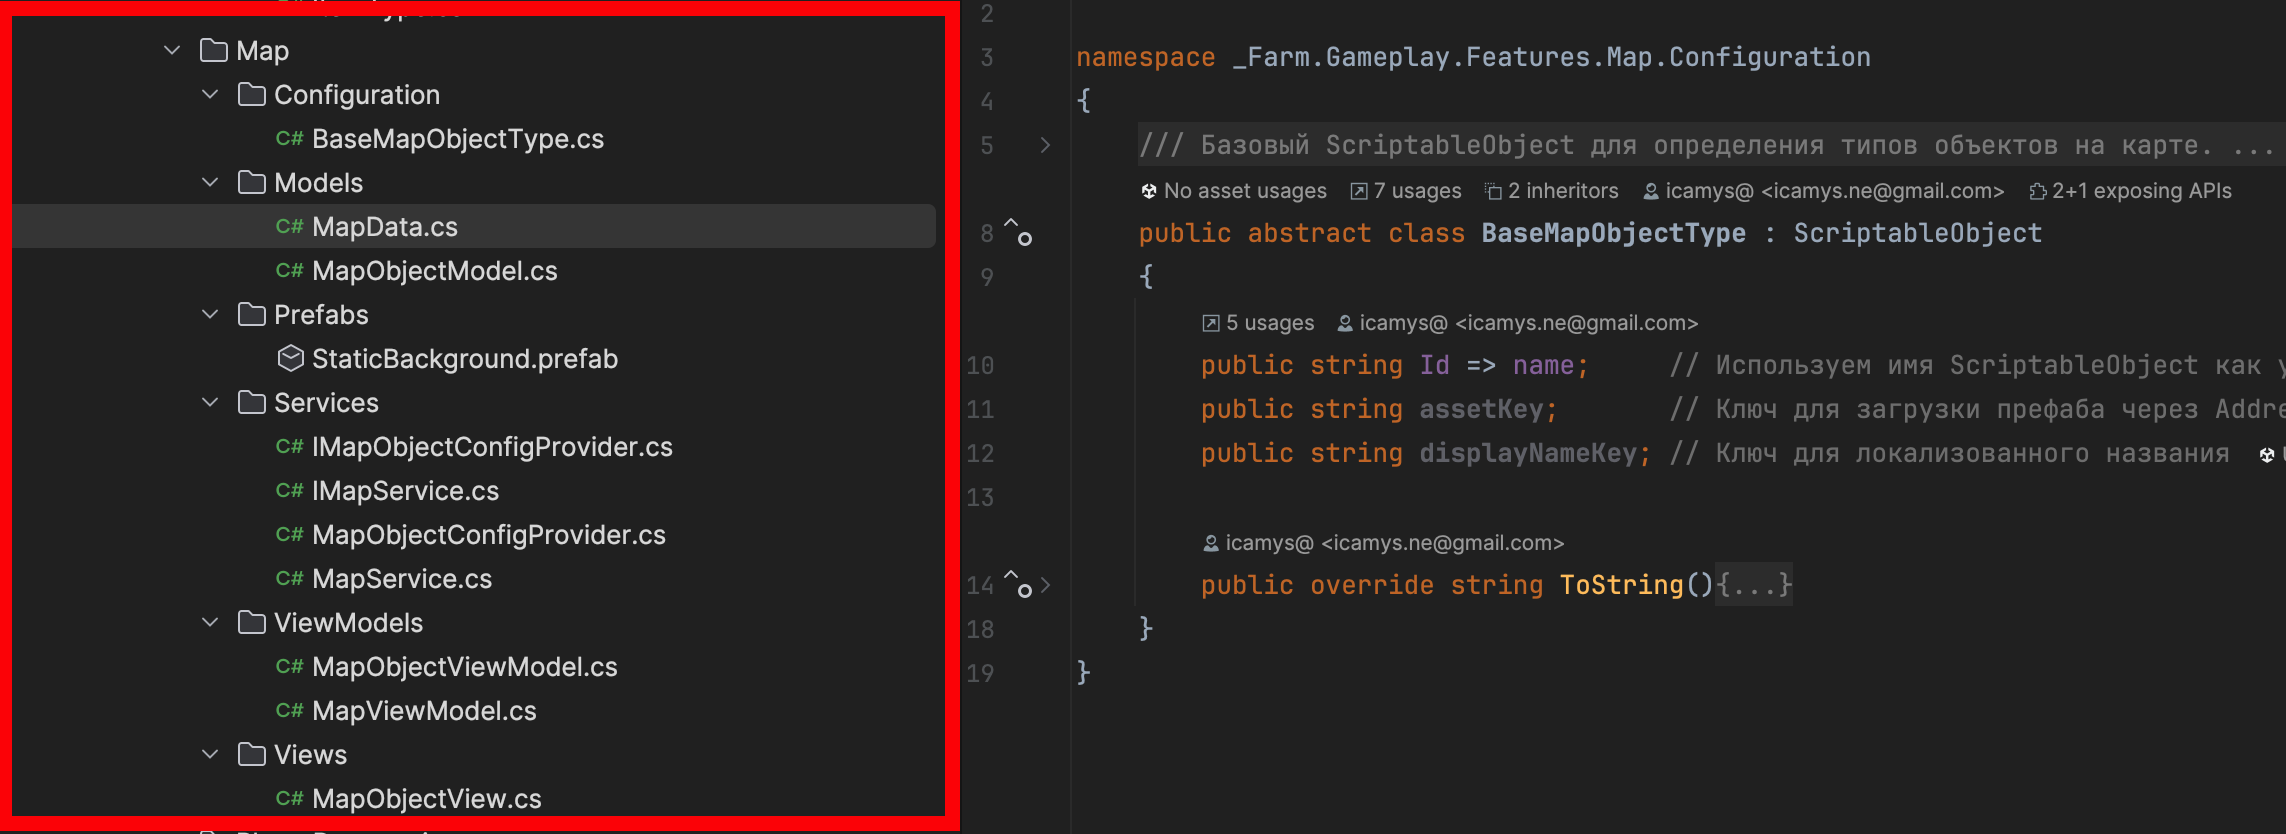 Map
Configuration
C# BaseMapObjectType.cs
Models
C# MapData.cs
C# MapObjectModel.cs
Prefabs
StaticBackground.prefab
Services
C# IMapObjectConfigProvider.cs
C# IMapService.cs
C# MapObjectConfigProvider.cs
C# MapService.cs
ViewModels
C# MapObjectViewModel.cs
C# MapViewModel.cs
Views
C# MapObjectView.cs
2
3 namespace _Farm.Gameplay.Features.Map.Configuration
4 {
5 /// Базовый ScriptableObject для определения типов объектов на карте. ...
No asset usages 7 usages 2 inheritors icamys@ <icamys.ne@gmail.com> 2+1 exposing APIs
8 public abstract class BaseMapObjectType : ScriptableObject
9 {
5 usages icamys@ <icamys.ne@gmail.com>
10 public string Id => name; // Используем имя ScriptableObject как
11 public string assetKey; // Ключ для загрузки префаба через
12 public string displayNameKey; // Ключ для локализованного названия
13
icamys@ <icamys.ne@gmail.com>
14 public override string ToString(){...}
18 }
19 }